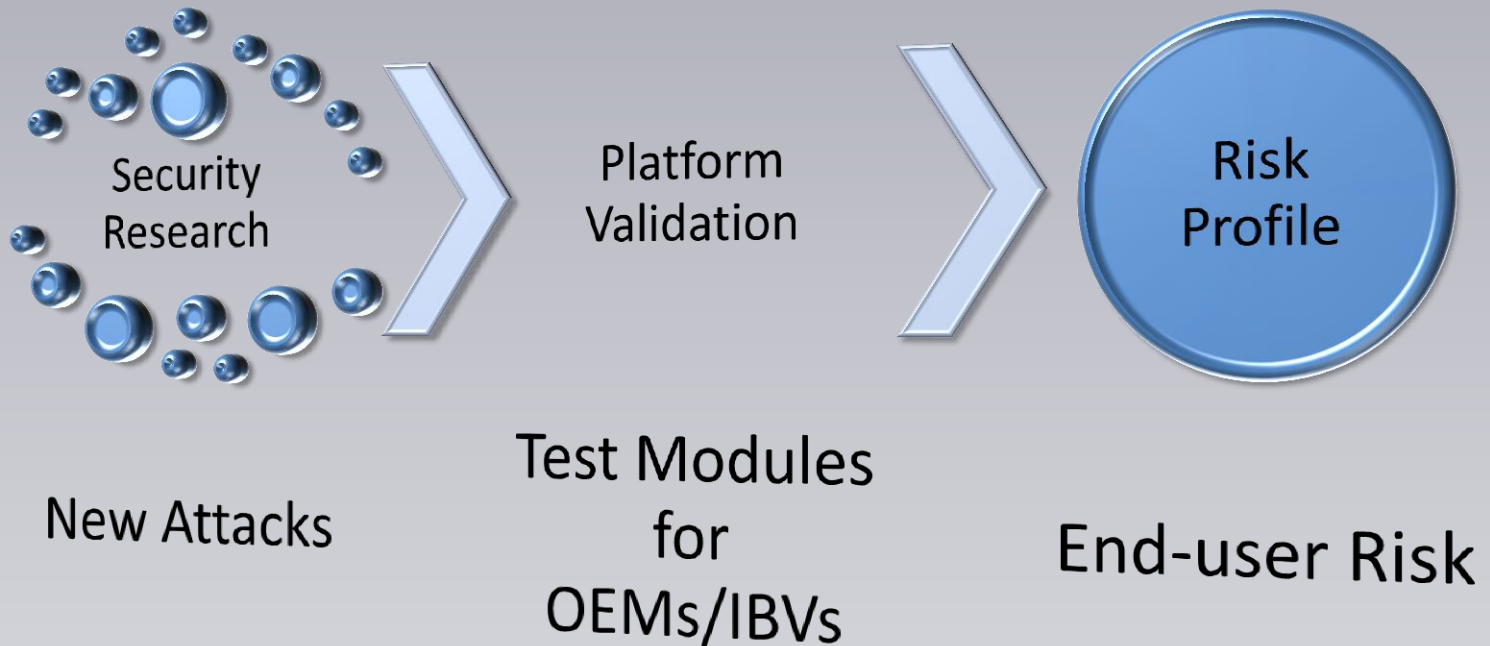 Security
Research
Platform
Validation
Risk
Profile
New Attacks
Test Modules
for
OEMs/IBVs
End-user Risk